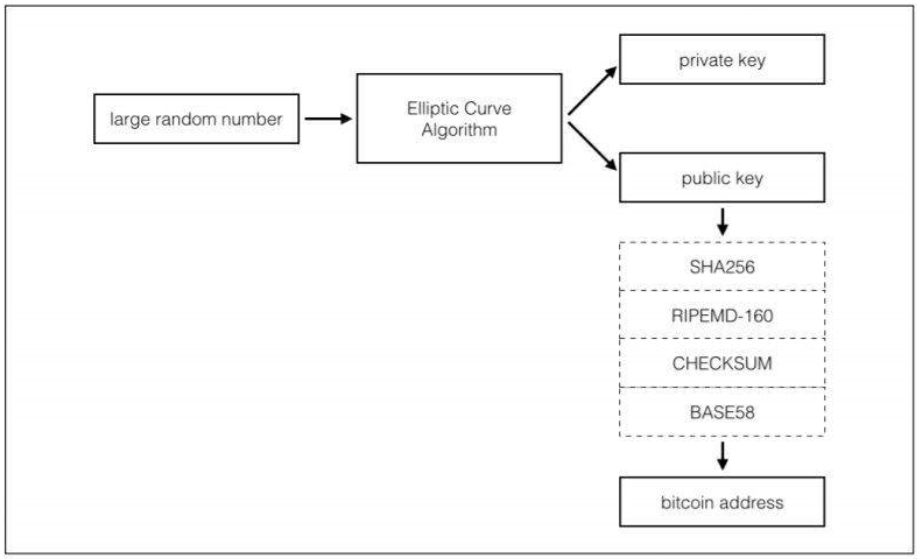 large random number
Elliptic Curve
Algorithm
private key
public key
SHA256
RIPEMD-160
CHECKSUM
BASE58
bitcoin address